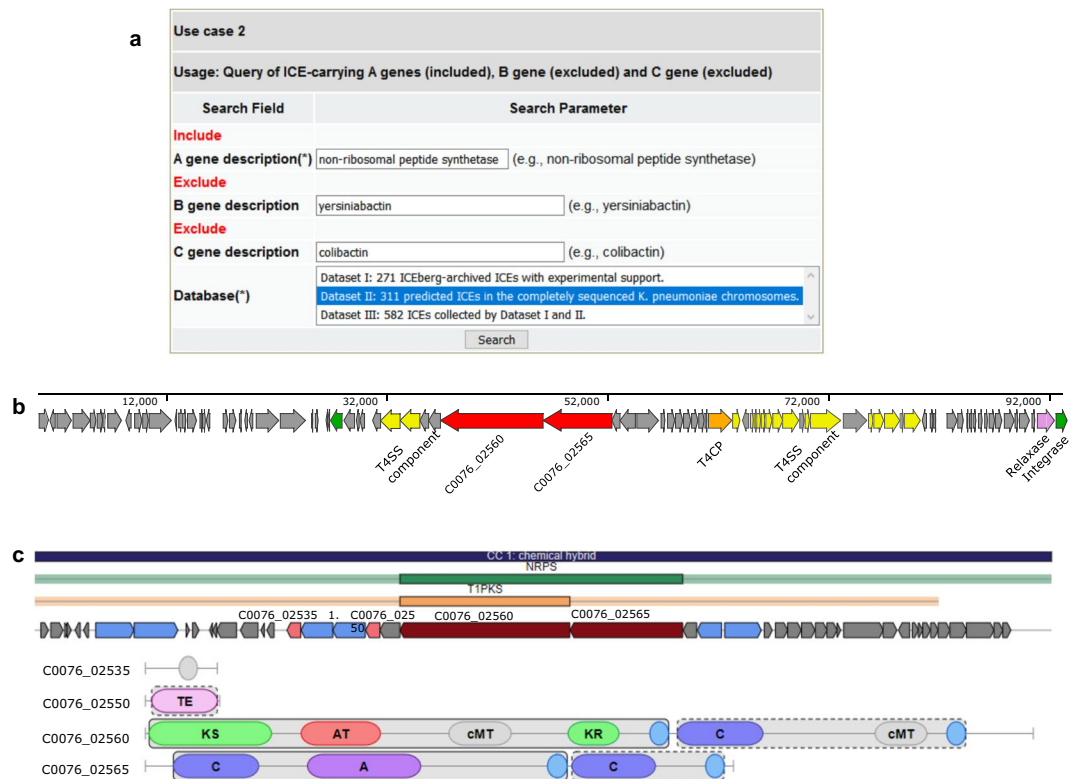 a
Use case 2
Usage: Query of ICE-carrying A genes (included), B gene (excluded) and C gene (excluded)
Search Field Search Parameter
Include
A gene description(*) non-ribosomal peptide synthetase (e.g., non-ribosomal peptide synthetase)
Exclude
B gene description yersiniabactin (e.g., yersiniabactin)
Exclude
C gene description colibactin (e.g., colibactin)
Database(*)
Dataset I: 271 ICEberg-archived ICEs with experimental support.
Dataset II: 311 predicted ICEs in the completely sequenced K. pneumoniae chromosomes.
Dataset III: 582 ICEs collected by Dataset I and II.
Search
b
12,000 32,000 52,000 72,000 92,000
T4SS component C0076_02560 C0076_02565 T4CP T4SS component Relaxase Integrase
c
CC 1: chemical hybrid
NRPS
T1PKS
C0076_02535 1. C0076_025 C0076_02560 C0076_02565
50
C0076_02535
C0076_02550 TE
C0076_02560 KS AT cMT KR C cMT
C0076_02565 C A C